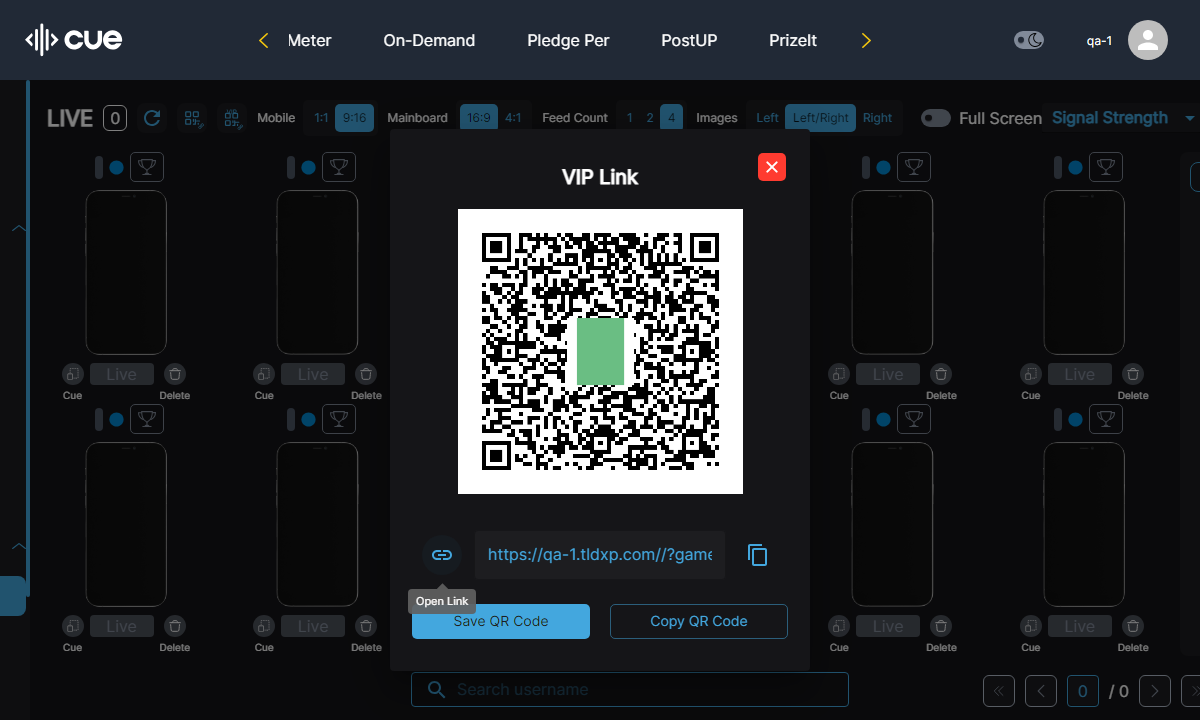 cue
Meter On-Demand Pledge Per PostUP PrizeIt
qa-1
LIVE 0 Mobile 1:1 9:16 Mainboard 16:9 4:1 Feed Count 1 2 4 Images Left Left/Right Right Full Screen Signal Strength
VIP Link
Live Live Live Live
Cue Delete Cue Delete Cue Delete Cue Delete
https://qa-1.tldxp.com//?game
Open Link
Save QR Code Copy QR Code
Live Live Live Live
Cue Delete Cue Delete Cue Delete Cue Delete
Search username
0 / 0